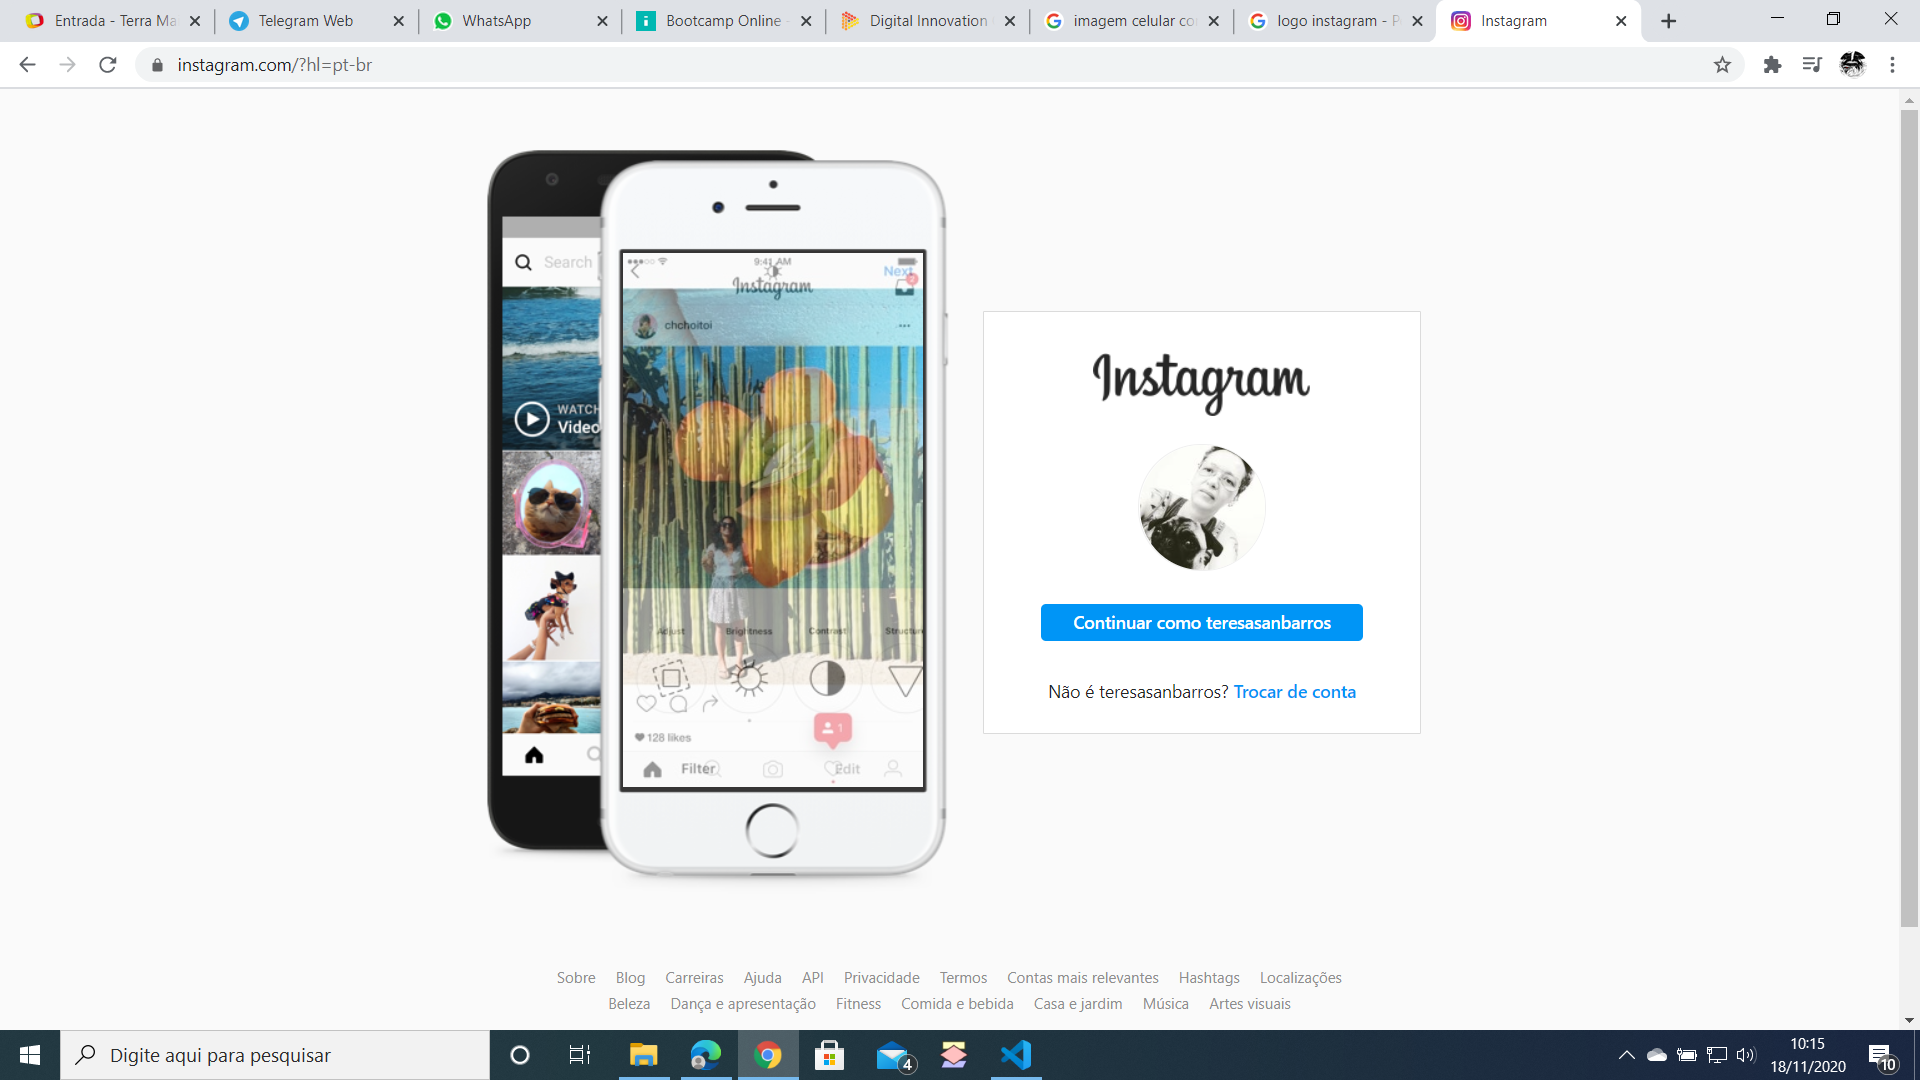 Entrada - Terra Ma
Telegram Web
WhatsApp
Bootcamp Online -
Digital Innovation
imagem celular co
logo instagram - P
Instagram
instagram.com/?hl=pt-br
9:41 AM
Search
Next
Instagram
chchoitoi
WATCH
Video
Adjust Brightness Contrast Structur
128 likes
1
Filter Edit
Instagram
Continuar como teresasanbarros
Não é teresasanbarros? Trocar de conta
Sobre Blog Carreiras Ajuda API Privacidade Termos Contas mais relevantes Hashtags Localizações
Beleza Dança e apresentação Fitness Comida e bebida Casa e jardim Música Artes visuais
Digite aqui para pesquisar
4
10:15
18/11/2020
10